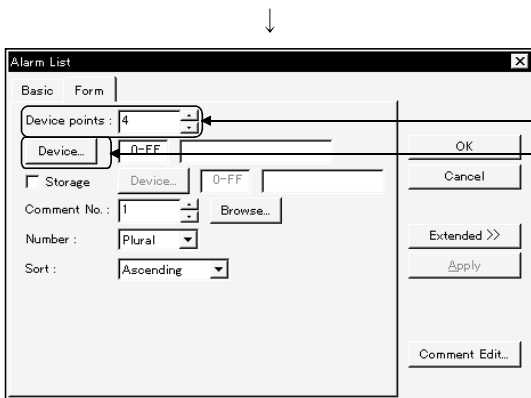 ↓
Alarm List
Basic Form
Device points : 4
Device... 0-FF
Storage Device... 0-FF
Comment No. : 1 Browse...
Number : Plural
Sort : Ascending
OK
Cancel
Extended >>
Apply
Comment Edit...